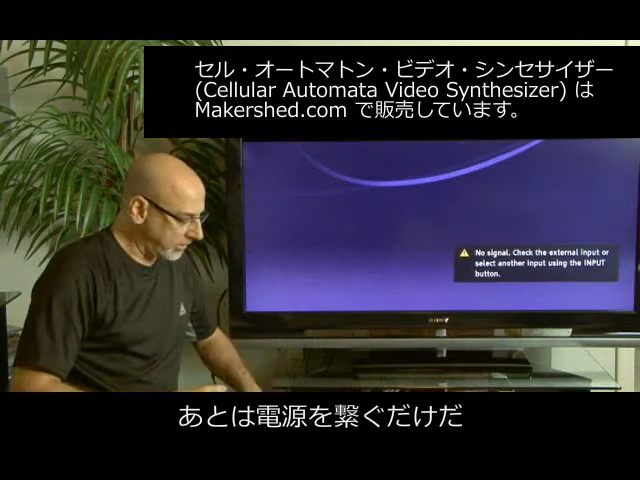 セル・オートマトン・ビデオ・シンセサイザー
(Cellular Automata Video Synthesizer) は
Makershed.com で販売しています。
No signal. Check the external input or
select another input using the INPUT
button.
SHARP
あとは電源を繋ぐだけだ